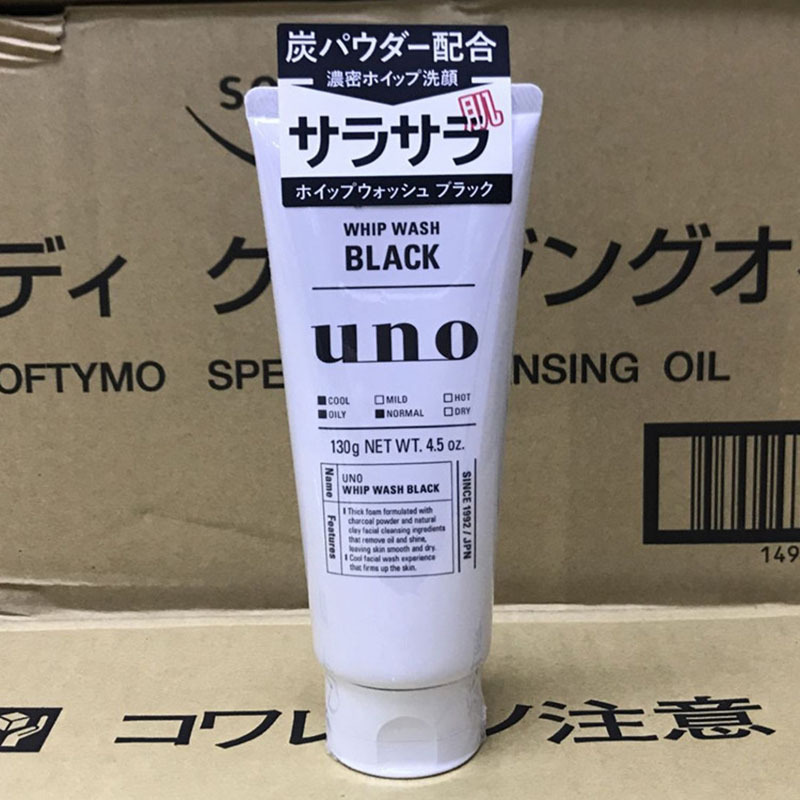 炭パウダー配合
濃密ホイップ洗顔
サラサラ肌
ホイップウォッシュ ブラック
WHIP WASH
BLACK
uno
COOL MILD HOT
OILY NORMAL DRY
130g NET WT. 4.5 oz.
Name
UNO
WHIP WASH BLACK
Features
Thick foam formulated with
charcoal powder and natural
clay facial cleansing ingredients
that remove oil and shine,
leaving skin smooth and dry.
Cool facial wash experience
that firms up the skin.
SINCE 1992 / JPN
so
ディ ク ジングオ
OFTYMO SPE NSING OIL
149
コワレ 注意